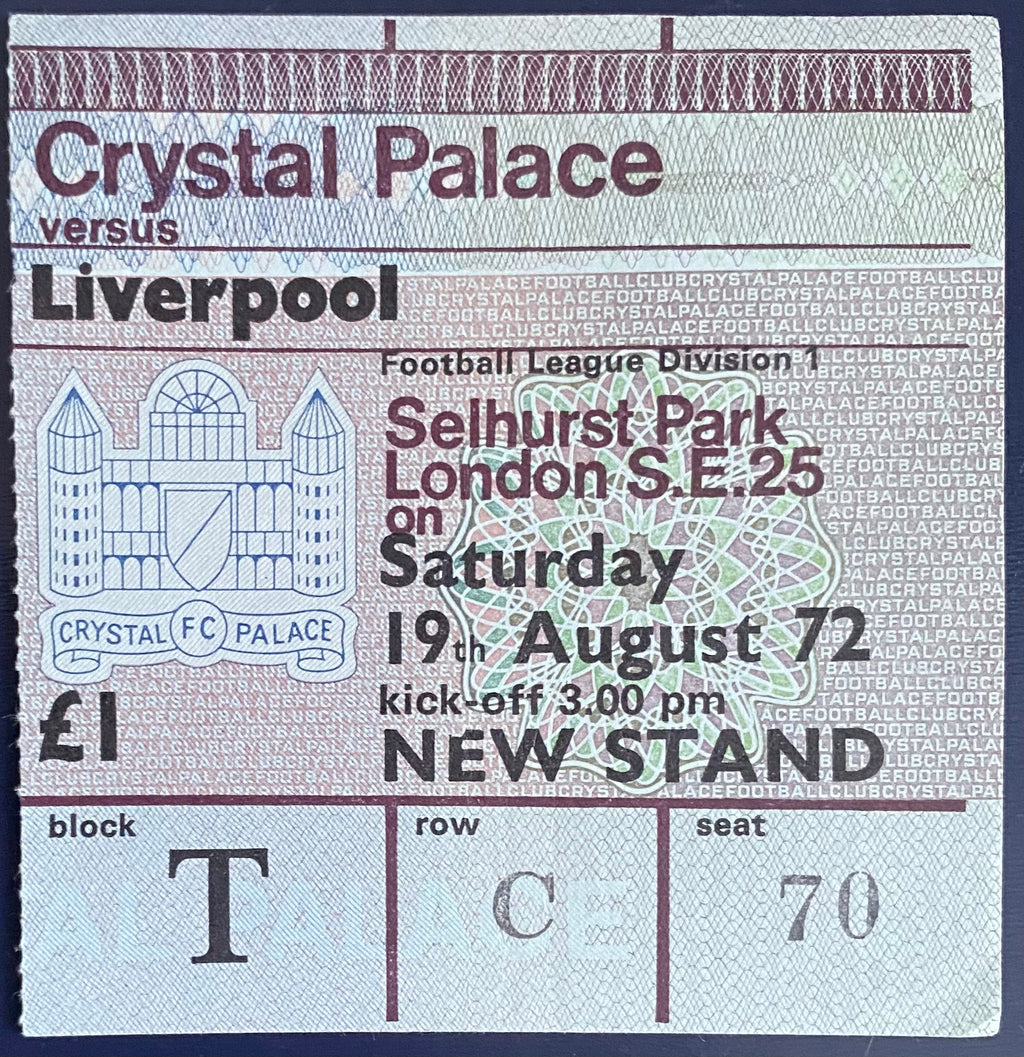 Crystal Palace
versus
Liverpool
Football League Division 1
Selhurst Park
London S.E.25
on
Saturday
19th August 72
kick-off 3.00 pm
NEW STAND
CRYSTAL FC PALACE
£1
block row seat
T C 70